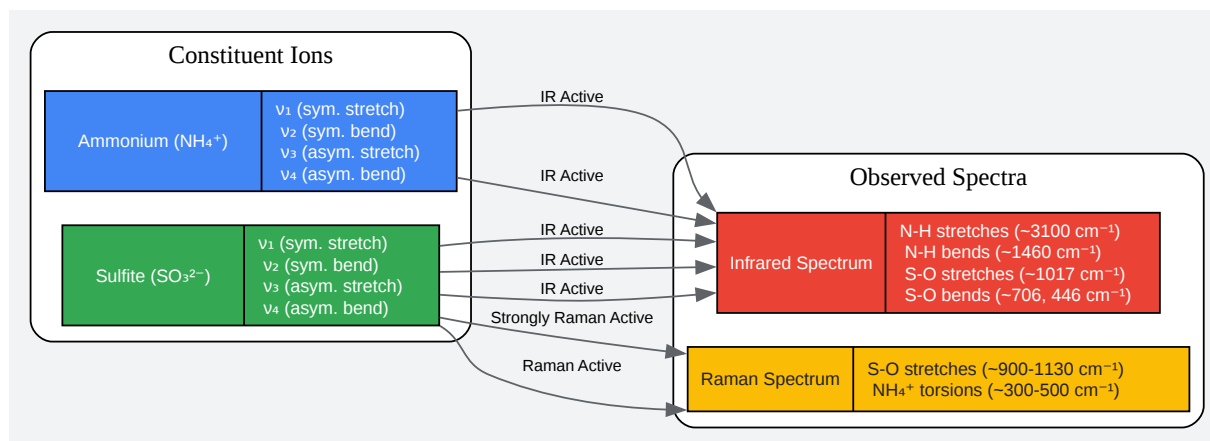 Constituent Ions
Ammonium (NH₄⁺)
ν₁ (sym. stretch)
ν₂ (sym. bend)
ν₃ (asym. stretch)
ν₄ (asym. bend)
Sulfite (SO₃²⁻)
ν₁ (sym. stretch)
ν₂ (sym. bend)
ν₃ (asym. stretch)
ν₄ (asym. bend)
IR Active
IR Active
IR Active
IR Active
IR Active
Strongly Raman Active
Raman Active
Observed Spectra
Infrared Spectrum
N-H stretches (~3100 cm⁻¹)
N-H bends (~1460 cm⁻¹)
S-O stretches (~1017 cm⁻¹)
S-O bends (~706, 446 cm⁻¹)
Raman Spectrum
S-O stretches (~900-1130 cm⁻¹)
NH₄⁺ torsions (~300-500 cm⁻¹)